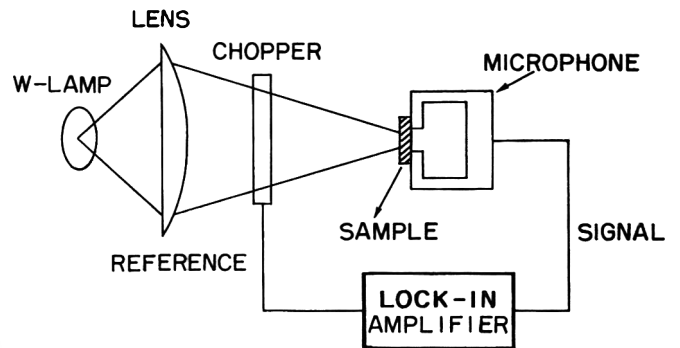 LENS
CHOPPER
W-LAMP
MICROPHONE
SAMPLE
SIGNAL
REFERENCE
LOCK-IN
AMPLIFIER